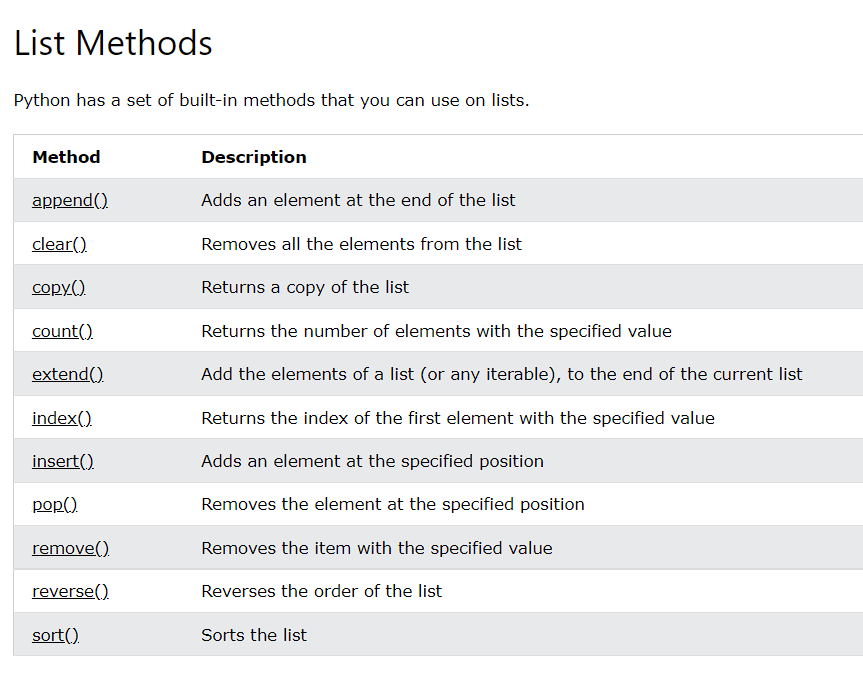 List Methods
Python has a set of built-in methods that you can use on lists.
Method Description
append() Adds an element at the end of the list
clear() Removes all the elements from the list
copy() Returns a copy of the list
count() Returns the number of elements with the specified value
extend() Add the elements of a list (or any iterable), to the end of the current list
index() Returns the index of the first element with the specified value
insert() Adds an element at the specified position
pop() Removes the element at the specified position
remove() Removes the item with the specified value
reverse() Reverses the order of the list
sort() Sorts the list